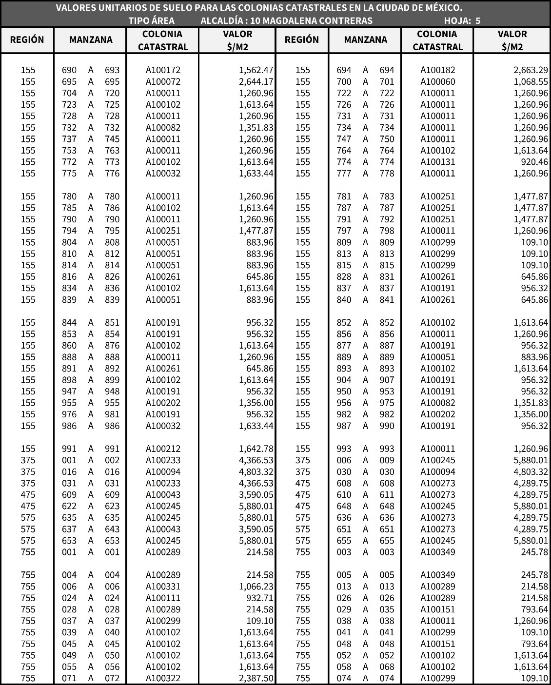 VALORES UNITARIOS DE SUELO PARA LAS COLONIAS CATASTRALES EN LA CIUDAD DE MÉXICO.
TIPO ÁREA ALCALDÍA : 10 MAGDALENA CONTRERAS HOJA: 5
REGIÓN MANZANA COLONIA CATASTRAL VALOR $/M2 REGIÓN MANZANA COLONIA CATASTRAL VALOR $/M2
155 690 A 693 A100172 1,562.47 155 694 A 694 A100182 2,663.29
155 695 A 695 A100072 2,644.17 155 700 A 701 A100060 1,068.55
155 704 A 720 A100011 1,260.96 155 722 A 722 A100011 1,260.96
155 723 A 725 A100102 1,613.64 155 726 A 726 A100011 1,260.96
155 728 A 728 A100011 1,260.96 155 731 A 731 A100011 1,260.96
155 732 A 732 A100082 1,351.83 155 734 A 734 A100011 1,260.96
155 737 A 745 A100011 1,260.96 155 747 A 750 A100011 1,260.96
155 753 A 763 A100011 1,260.96 155 764 A 764 A100102 1,613.64
155 772 A 773 A100102 1,613.64 155 774 A 774 A100131 920.46
155 775 A 776 A100032 1,633.44 155 777 A 778 A100011 1,260.96
155 780 A 780 A100011 1,260.96 155 781 A 783 A100251 1,477.87
155 785 A 786 A100102 1,613.64 155 787 A 787 A100251 1,477.87
155 790 A 790 A100011 1,260.96 155 791 A 792 A100251 1,477.87
155 794 A 795 A100251 1,477.87 155 797 A 798 A100011 1,260.96
155 804 A 808 A100051 883.96 155 809 A 809 A100299 109.10
155 810 A 812 A100051 883.96 155 813 A 813 A100299 109.10
155 814 A 814 A100051 883.96 155 815 A 815 A100299 109.10
155 816 A 826 A100261 645.86 155 828 A 831 A100261 645.86
155 834 A 836 A100102 1,613.64 155 837 A 837 A100191 956.32
155 839 A 839 A100051 883.96 155 840 A 841 A100261 645.86
155 844 A 851 A100191 956.32 155 852 A 852 A100102 1,613.64
155 853 A 854 A100191 956.32 155 856 A 856 A100011 1,260.96
155 860 A 876 A100102 1,613.64 155 877 A 887 A100191 956.32
155 888 A 888 A100011 1,260.96 155 889 A 889 A100051 883.96
155 891 A 892 A100261 645.86 155 893 A 893 A100102 1,613.64
155 898 A 899 A100102 1,613.64 155 904 A 907 A100191 956.32
155 947 A 948 A100191 956.32 155 950 A 953 A100191 956.32
155 955 A 955 A100202 1,356.00 155 956 A 975 A100082 1,351.83
155 976 A 981 A100191 956.32 155 982 A 982 A100202 1,356.00
155 986 A 986 A100032 1,633.44 155 987 A 990 A100191 956.32
155 991 A 991 A100212 1,642.78 155 993 A 993 A100011 1,260.96
375 001 A 002 A100233 4,366.53 375 006 A 009 A100245 5,880.01
375 016 A 016 A100094 4,803.32 375 030 A 030 A100094 4,803.32
375 031 A 031 A100233 4,366.53 475 608 A 608 A100273 4,289.75
475 609 A 609 A100043 3,590.05 475 610 A 611 A100273 4,289.75
475 622 A 623 A100245 5,880.01 475 648 A 648 A100245 5,880.01
575 635 A 635 A100245 5,880.01 575 636 A 636 A100273 4,289.75
575 637 A 643 A100043 3,590.05 575 651 A 651 A100273 4,289.75
575 653 A 653 A100245 5,880.01 575 655 A 655 A100245 5,880.01
755 001 A 001 A100289 214.58 755 003 A 003 A100349 245.78
755 004 A 004 A100289 214.58 755 005 A 005 A100349 245.78
755 006 A 006 A100331 1,066.23 755 013 A 013 A100289 214.58
755 024 A 024 A100111 932.71 755 026 A 026 A100289 214.58
755 028 A 028 A100289 214.58 755 029 A 035 A100151 793.64
755 037 A 037 A100299 109.10 755 038 A 038 A100011 1,260.96
755 039 A 040 A100102 1,613.64 755 041 A 041 A100299 109.10
755 045 A 045 A100102 1,613.64 755 048 A 048 A100151 793.64
755 049 A 050 A100102 1,613.64 755 052 A 052 A100102 1,613.64
755 055 A 056 A100102 1,613.64 755 058 A 068 A100102 1,613.64
755 071 A 072 A100322 2,387.50 755 074 A 074 A100299 109.10